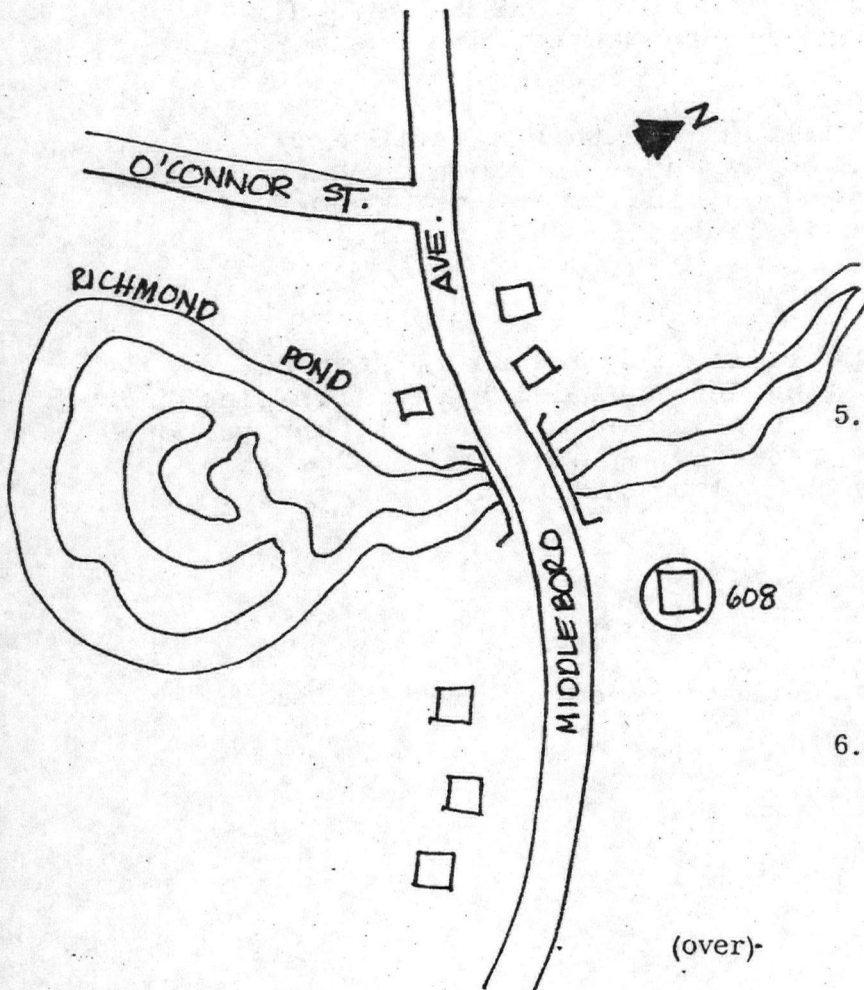 N
O'CONNOR ST.
AVE.
RICHMOND
POND
5.
MIDDLEBORO
608
6.
(over)